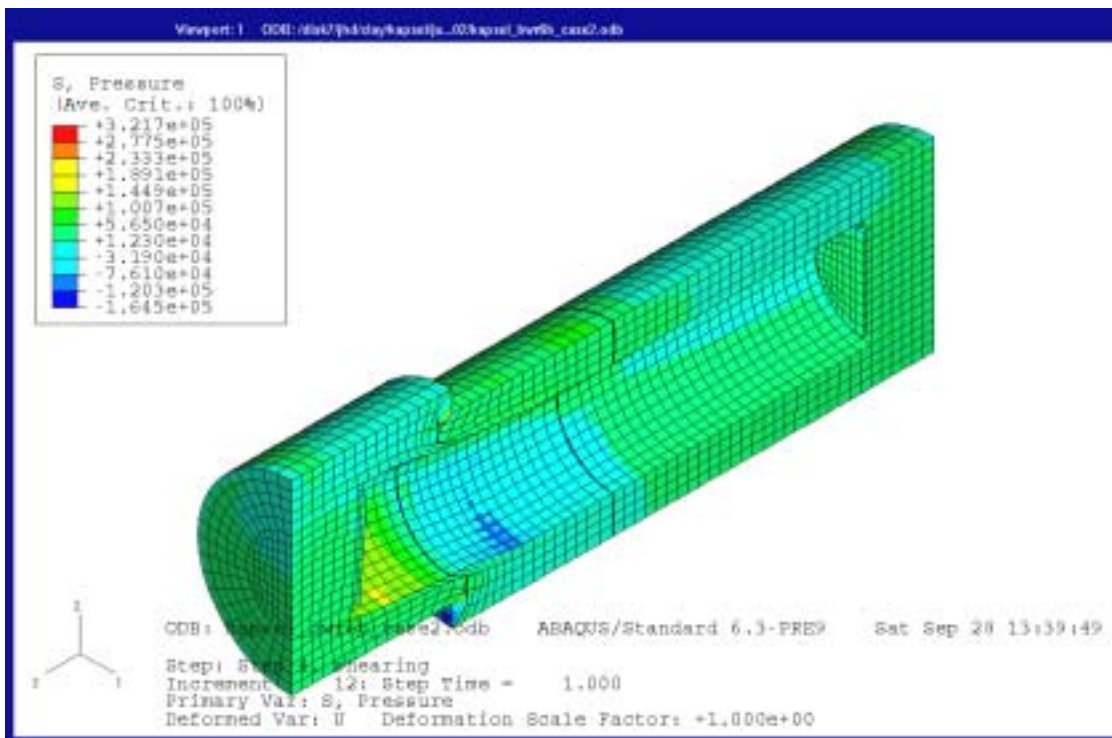 Viewport: 1 ODB:
S, Pressure
(Ave. Crit.: 100%)
+3.217e+05
+2.775e+05
+2.333e+05
+1.891e+05
+1.449e+05
+1.007e+05
+5.650e+04
+1.230e+04
-3.190e+04
-7.610e+04
-1.203e+05
-1.645e+05
ODB: ABAQUS/Standard 6.3-PRE9 Sat Sep 28 13:39:49
Step:
Increment 12: Step Time = 1.000
Primary Var: S, Pressure
Deformed Var: U Deformation Scale Factor: +1.000e+00